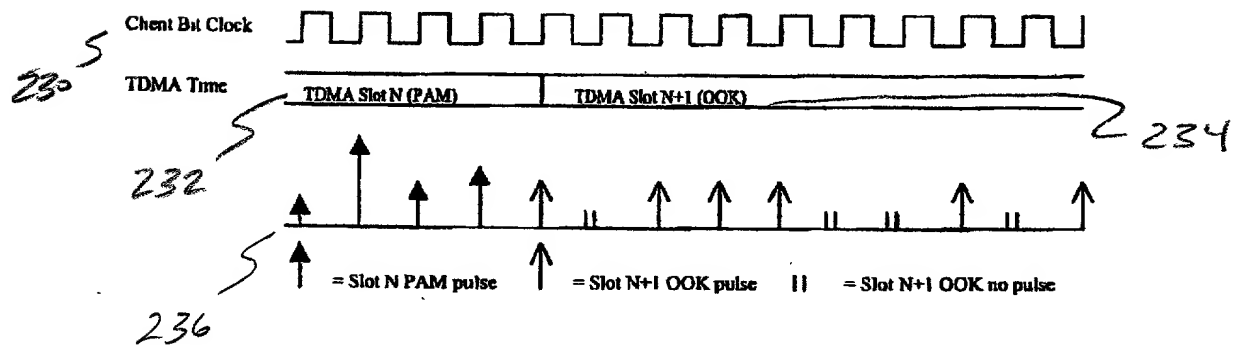 Client Bit Clock
230
TDMA Time
TDMA Slot N (PAM)
TDMA Slot N+1 (OOK)
234
232
= Slot N PAM pulse
= Slot N+1 OOK pulse
= Slot N+1 OOK no pulse
236